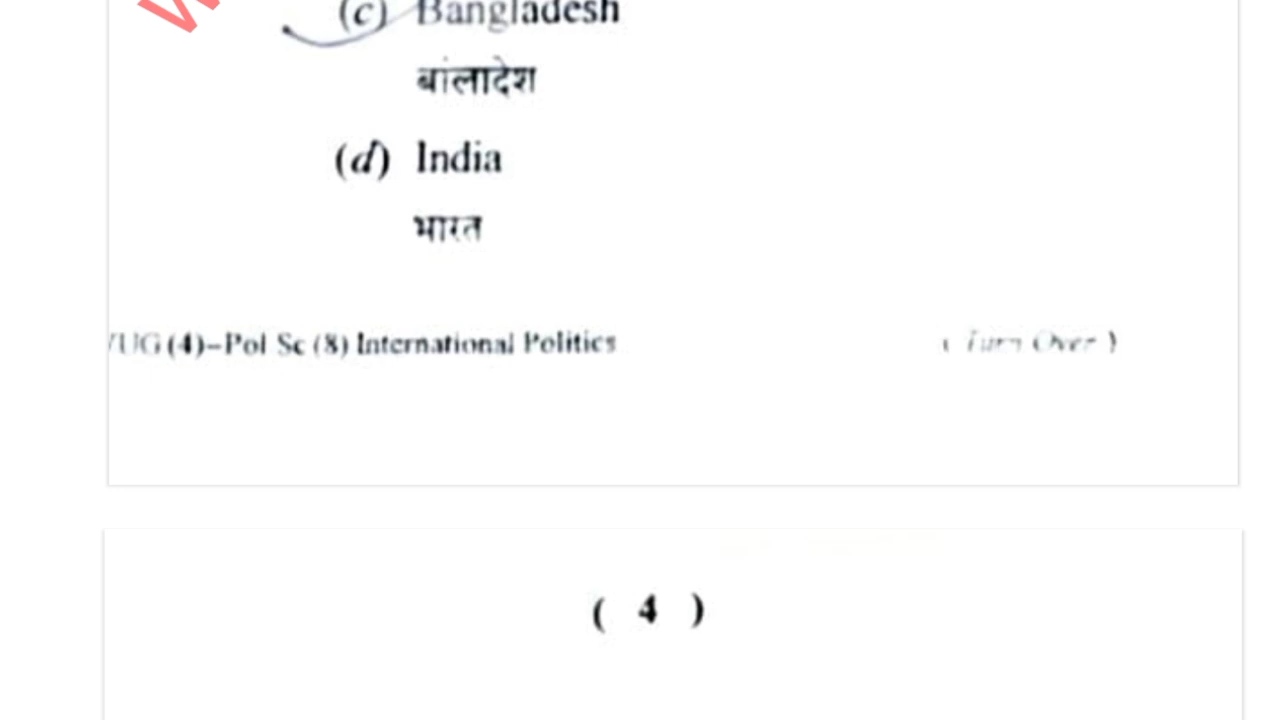 (c) Bangladesh
बांलादेश
(d) India
भारत
/UG (4)–Pol Sc (8) International Politics
( Turn Over )
( 4 )